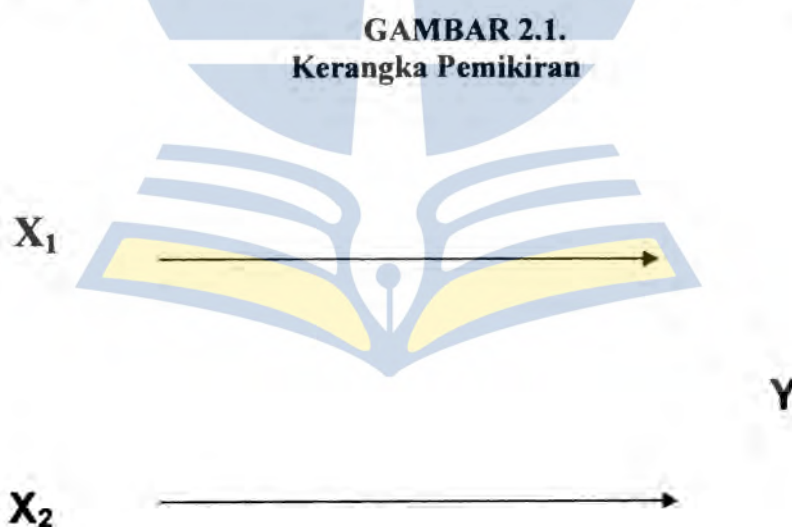 GAMBAR 2.1.
Kerangka Pemikiran
X₁
Y
X₂